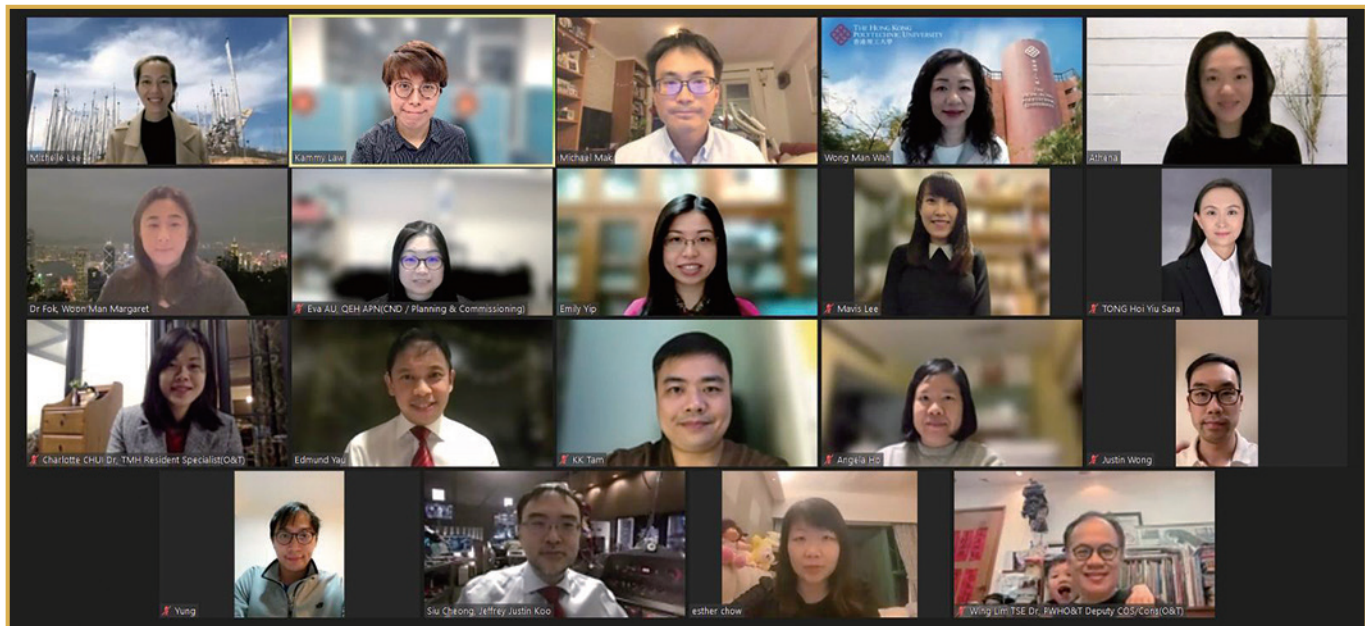 Michelle Lee
Kammy Law
Michael Mak
THE HONG KONG
POLYTECHNIC UNIVERSITY
香港理工大學
Wong Man Wah
Athena
Dr Fok, Woon Man Margaret
Eva AU, QEH APN(CND / Planning & Commissioning)
Emily Yip
Mavis Lee
TONG Hoi Yiu Sara
Charlotte CHUI Dr, TMH Resident Specialist(O&T)
Edmund Yau
KK Tam
Angela Ho
Justin Wong
Yung
Siu Cheong, Jeffrey Justin Koo
esther chow
Wing Lim TSE Dr, PWHO&T Deputy COS/Cons(O&T)